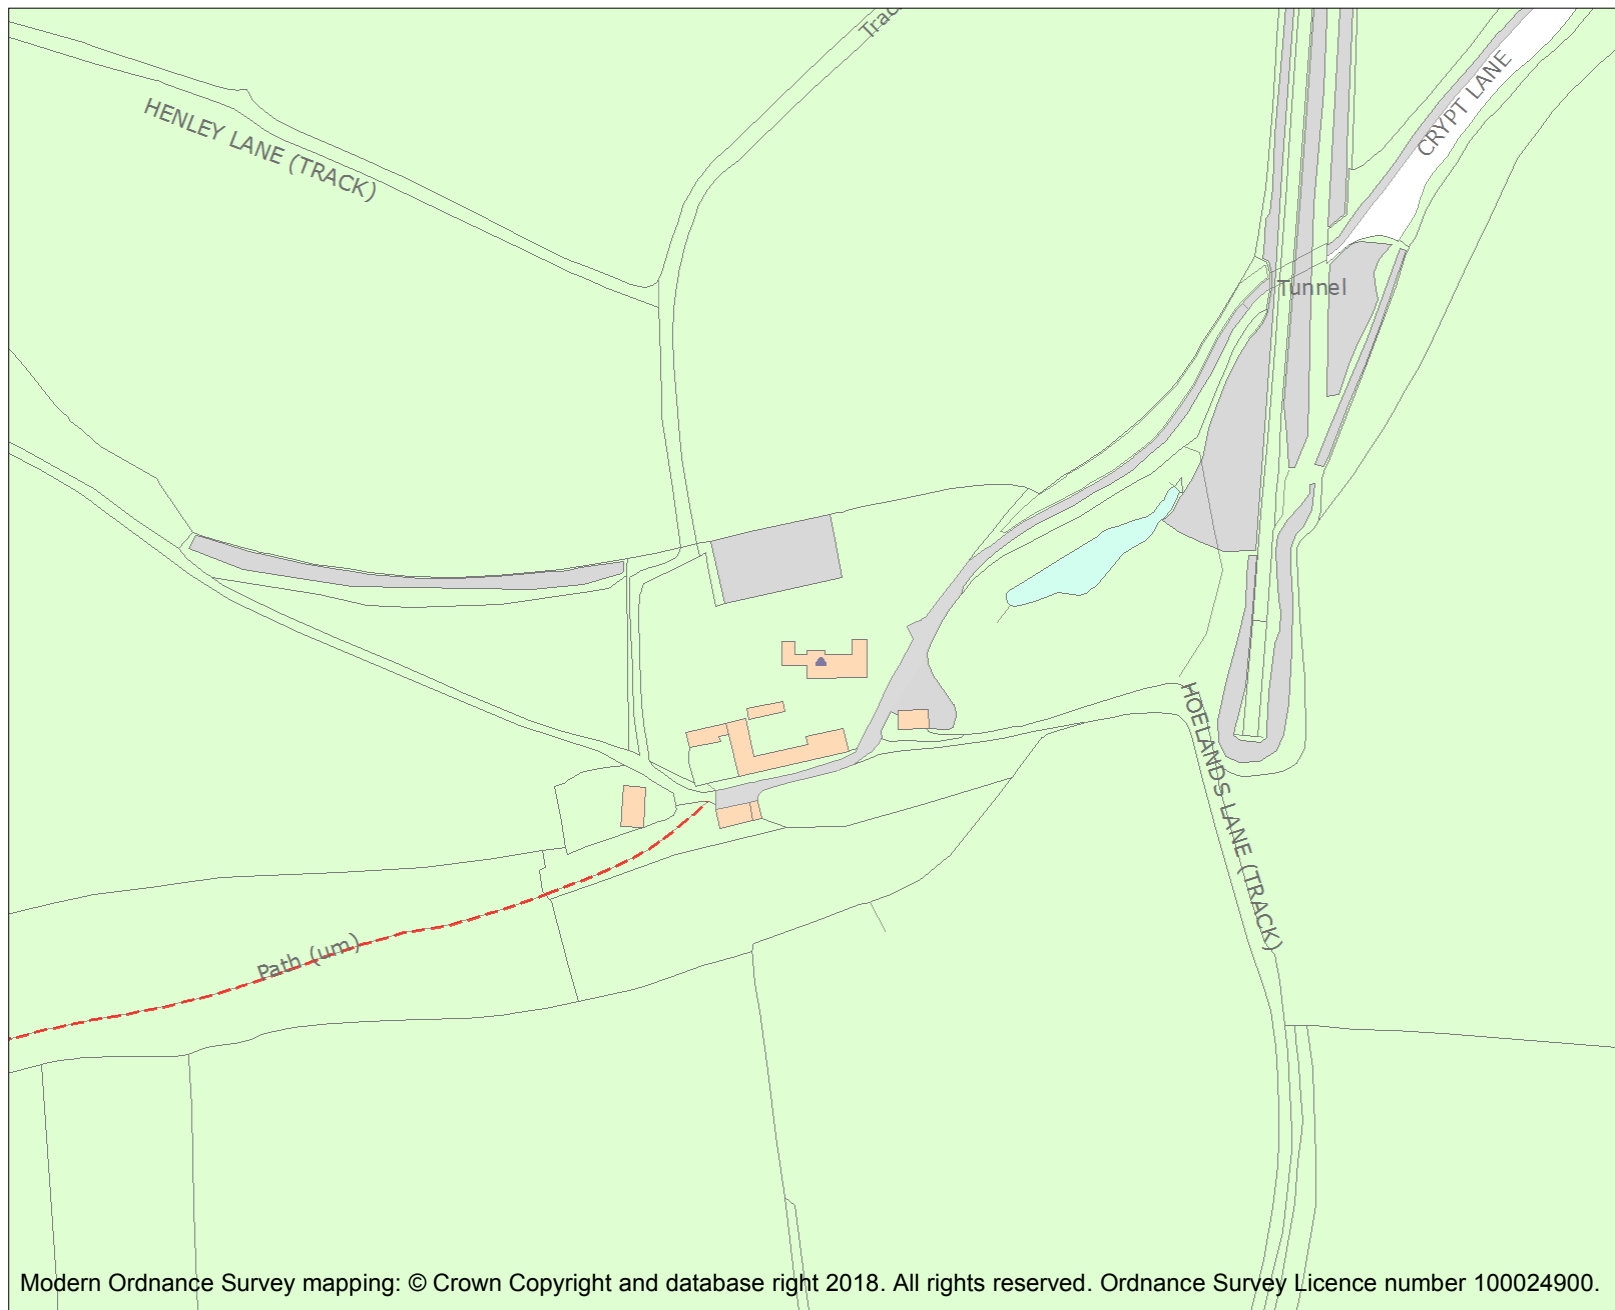 Trac
CRYPT LANE
HENLEY LANE (TRACK)
Tunnel
HOELANDS LANE (TRACK)
Path (um)
Modern Ordnance Survey mapping: © Crown Copyright and database right 2018. All rights reserved. Ordnance Survey Licence number 100024900.